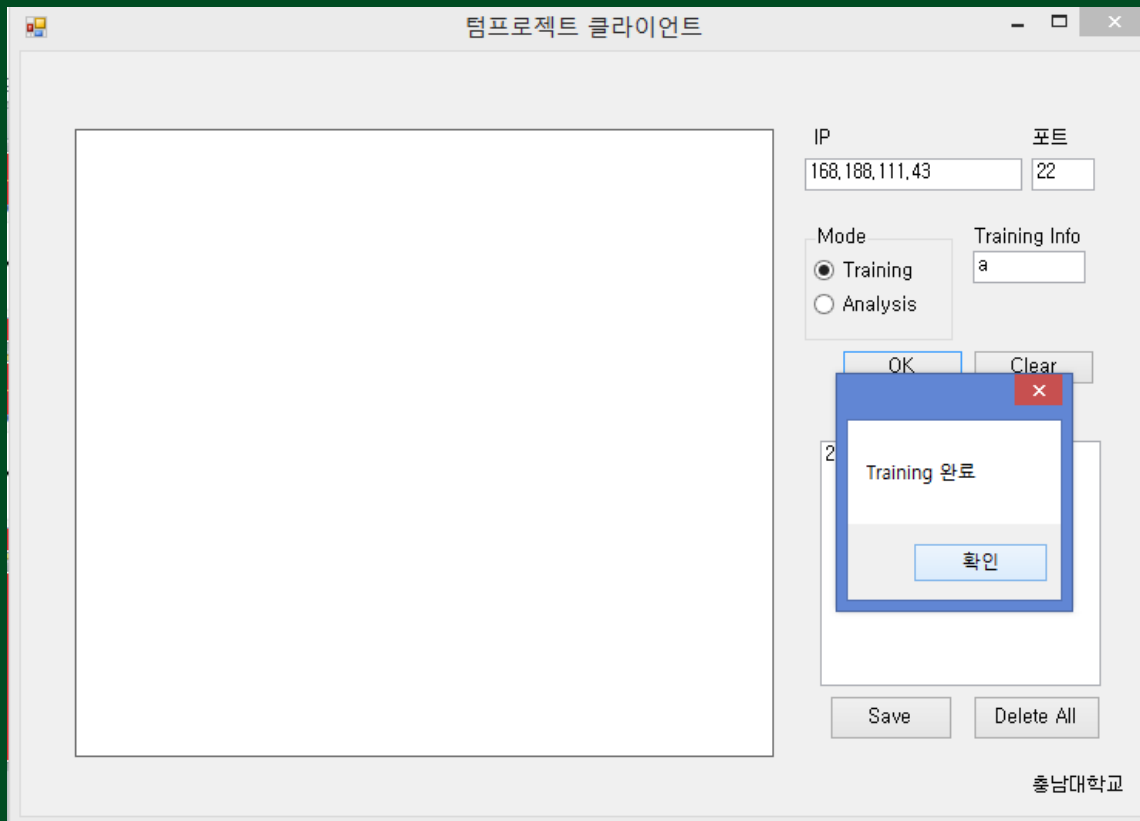 텀프로젝트 클라이언트
IP 포트
168,188,111,43 22
Mode Training Info
Training a
Analysis
OK Clear
2
Training 완료
확인
Save Delete All
충남대학교